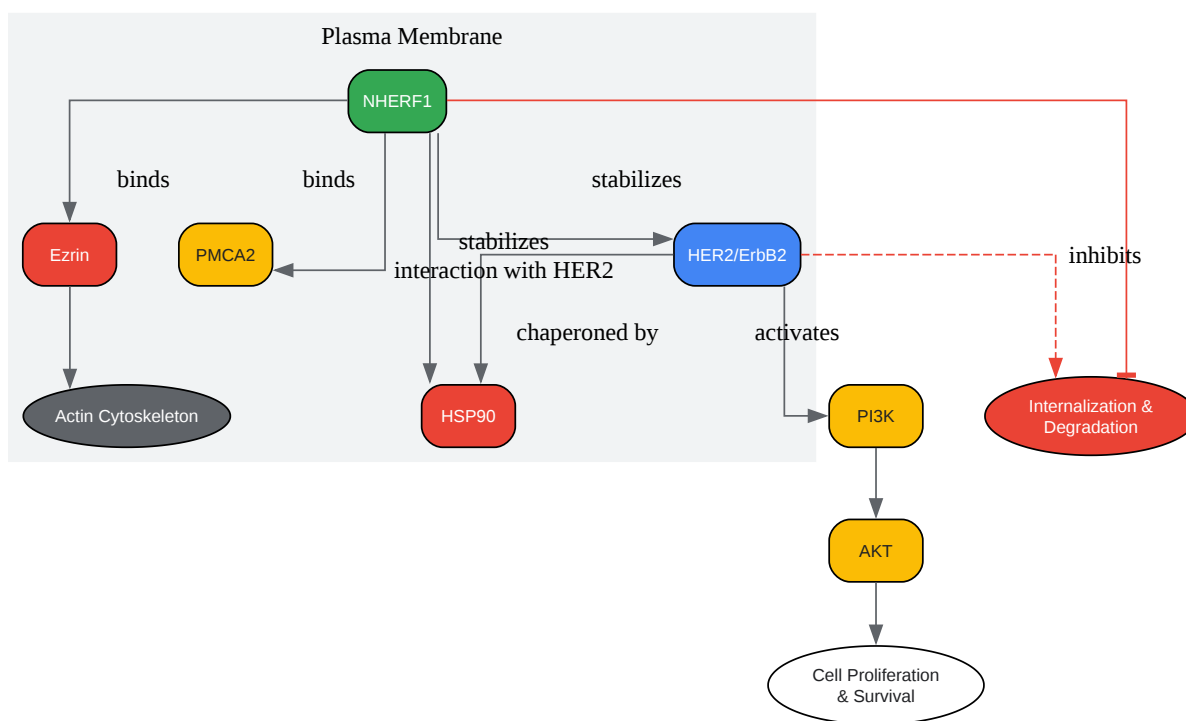 Plasma Membrane
NHERF1
binds
binds
stabilizes
Ezrin
PMCA2
stabilizes
interaction with HER2
HER2/ErbB2
inhibits
chaperoned by
activates
Actin Cytoskeleton
HSP90
PI3K
Internalization &
Degradation
AKT
Cell Proliferation
& Survival